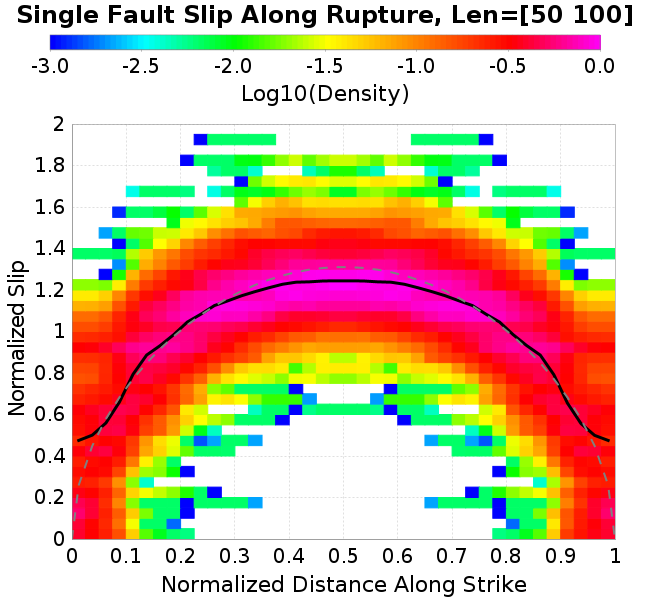 Single Fault Slip Along Rupture, Len=[50 100]
-3.0 -2.5 -2.0 -1.5 -1.0 -0.5 0.0
Log10(Density)
2
1.8
1.6
1.4
1.2
1
0.8
0.6
0.4
0.2
0
Normalized Slip
0 0.1 0.2 0.3 0.4 0.5 0.6 0.7 0.8 0.9 1
Normalized Distance Along Strike